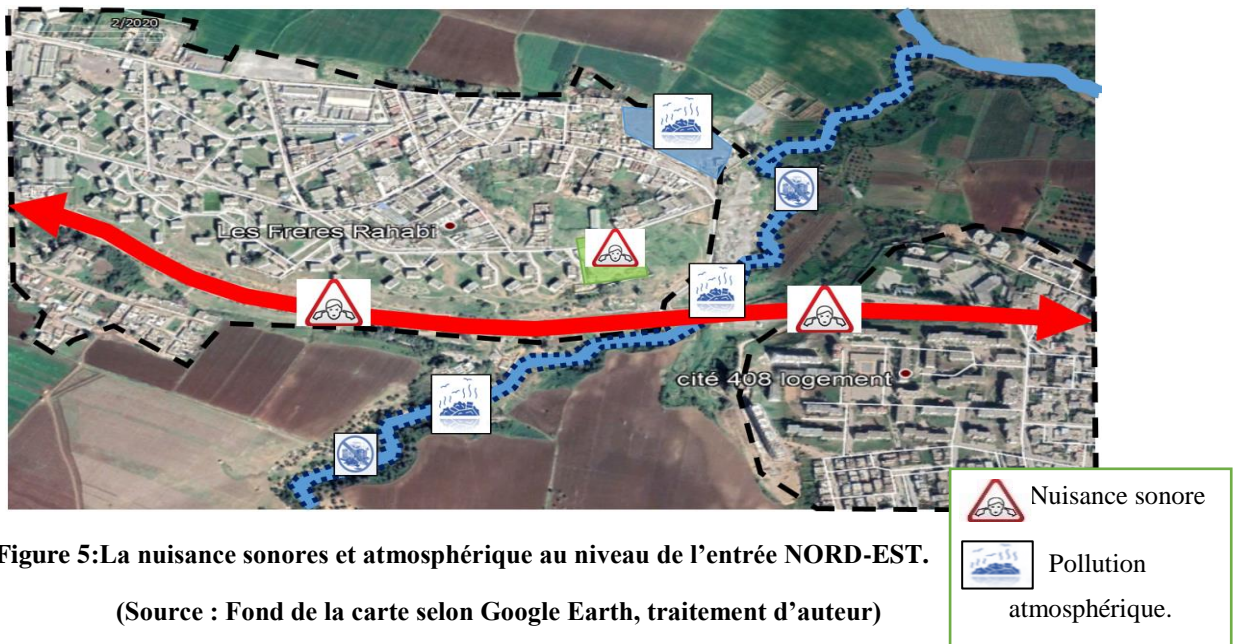 2/2020
Les Freres Rahabi
cité 408 logement
Nuisance sonore
Pollution
atmosphérique.
Figure 5:La nuisance sonores et atmosphérique au niveau de l’entrée NORD-EST.
(Source : Fond de la carte selon Google Earth, traitement d’auteur)